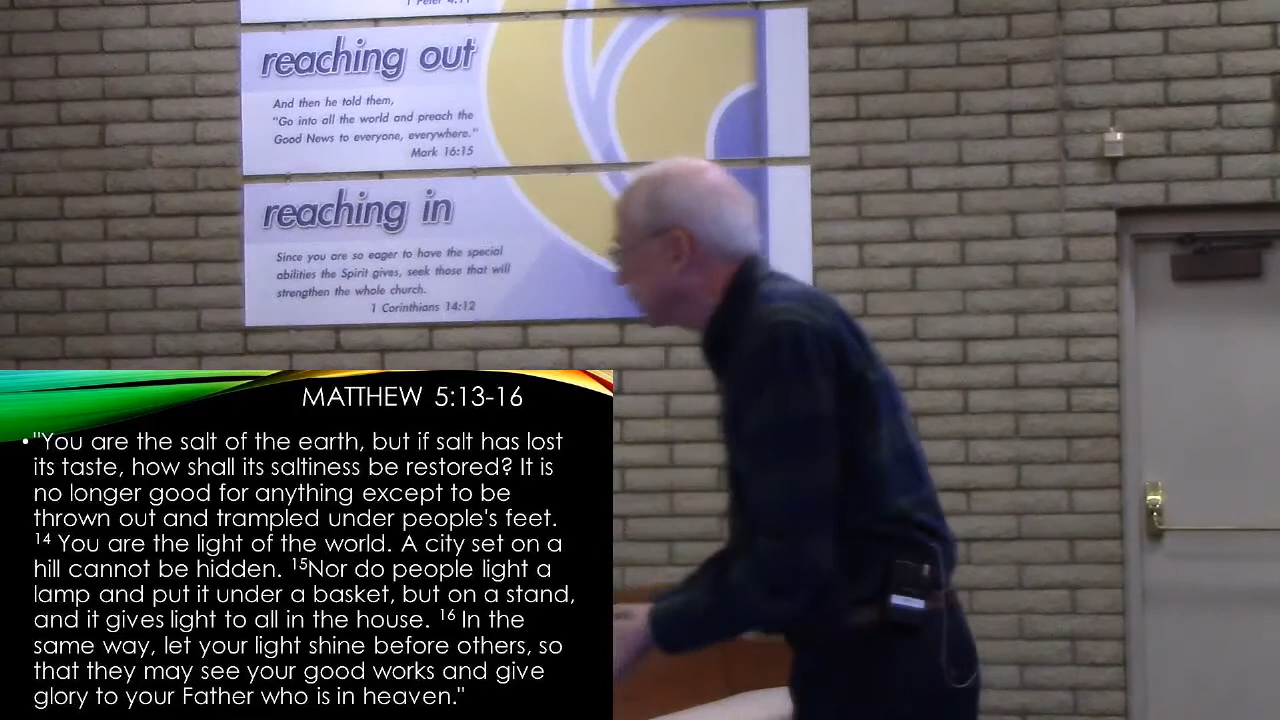 1 Peter 4:11
reaching out
And then he told them,
"Go into all the world and preach the
Good News to everyone, everywhere."
Mark 16:15
reaching in
Since you are so eager to have the special
abilities the Spirit gives, seek those that will
strengthen the whole church.
1 Corinthians 14:12
MATTHEW 5:13-16
• "You are the salt of the earth, but if salt has lost
its taste, how shall its saltiness be restored? It is
no longer good for anything except to be
thrown out and trampled under people's feet.
14 You are the light of the world. A city set on a
hill cannot be hidden. 15Nor do people light a
lamp and put it under a basket, but on a stand,
and it gives light to all in the house. 16 In the
same way, let your light shine before others, so
that they may see your good works and give
glory to your Father who is in heaven."